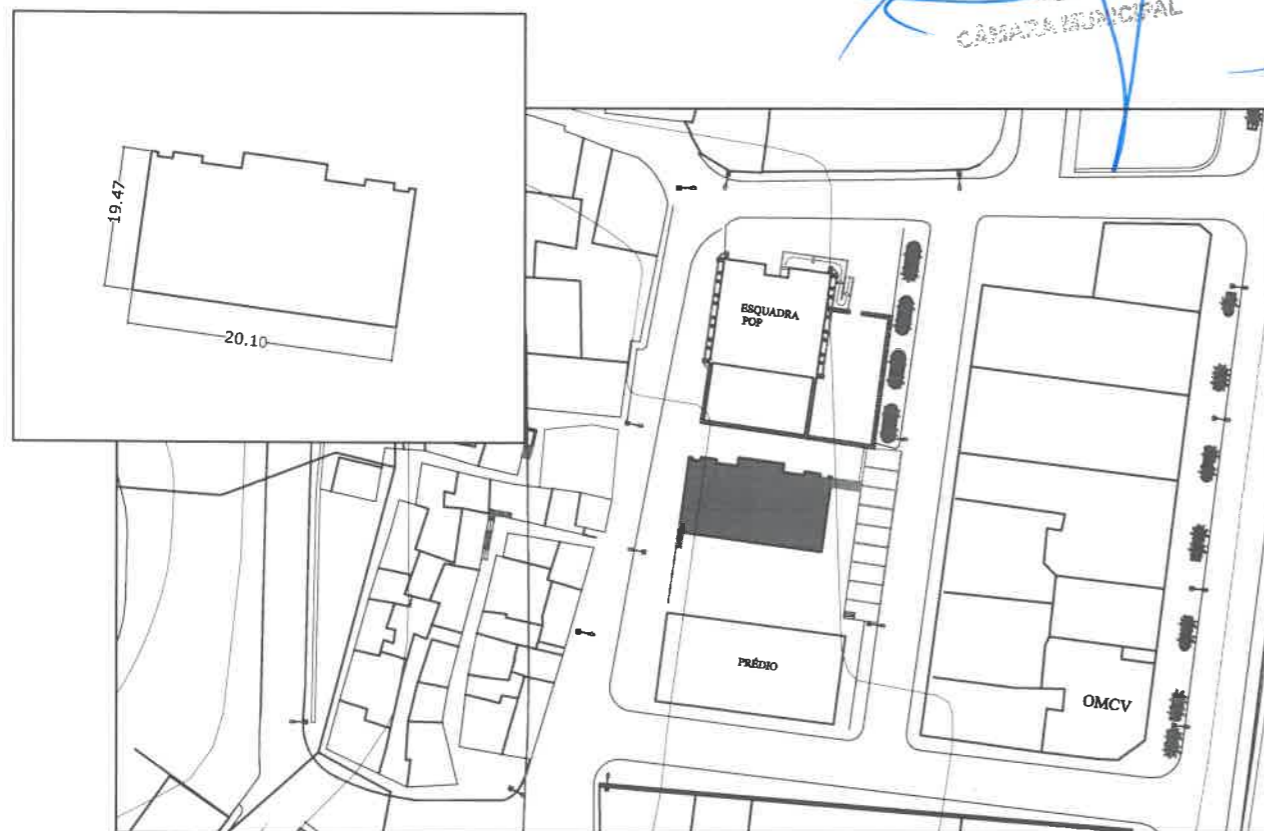 CÂMARA MUNICIPAL
19.47
20.10
ESQUADRA
POP
PRÉDIO
OMCV